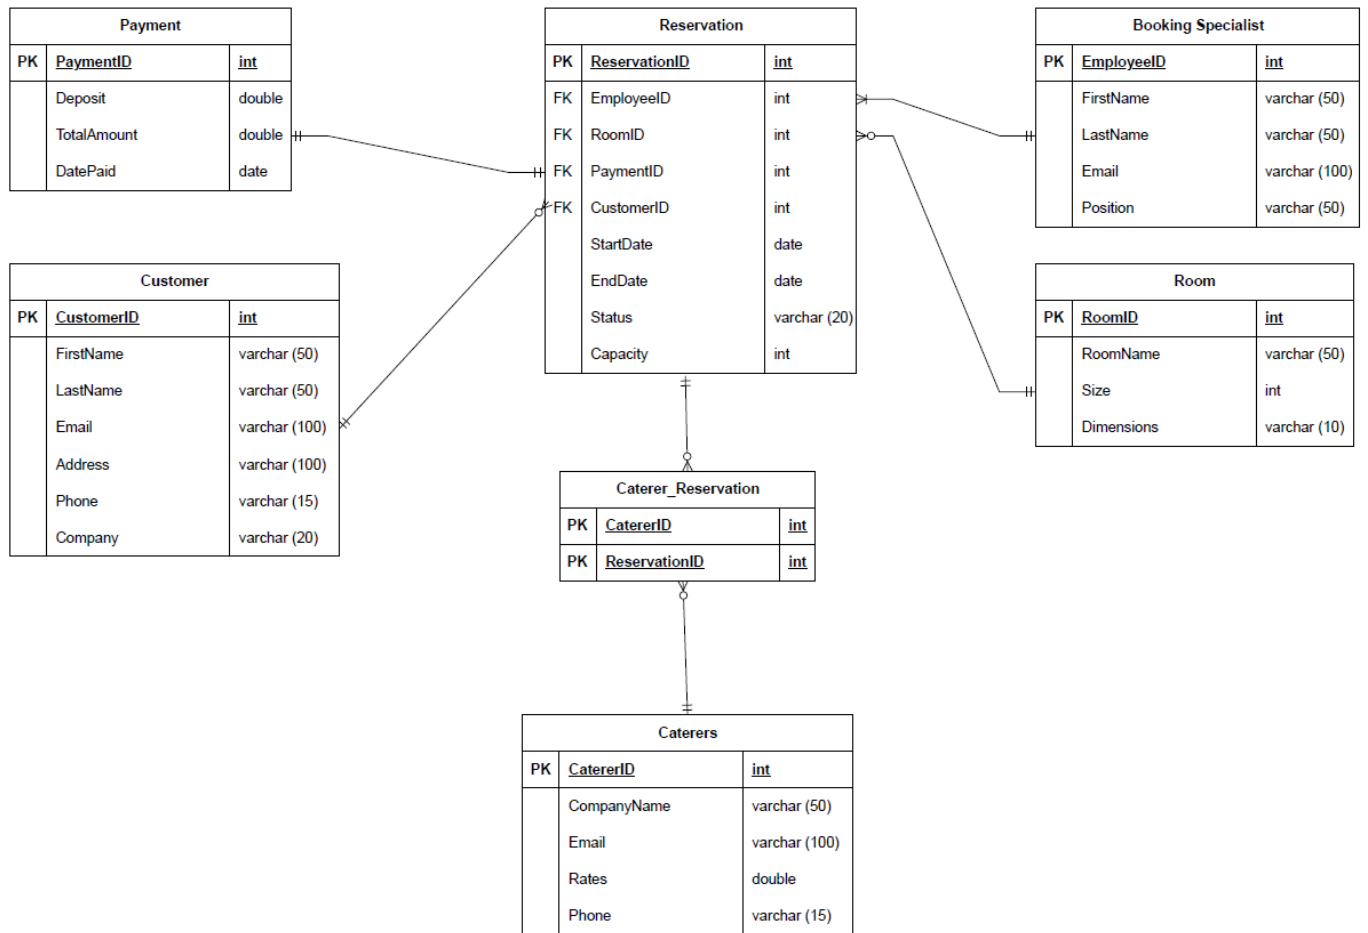 Payment
PK PaymentID int
Deposit double
TotalAmount double
DatePaid date
Reservation
PK ReservationID int
FK EmployeeID int
FK RoomID int
FK PaymentID int
FK CustomerID int
StartDate date
EndDate date
Status varchar (20)
Capacity int
Booking Specialist
PK EmployeeID int
FirstName varchar (50)
LastName varchar (50)
Email varchar (100)
Position varchar (50)
Customer
PK CustomerID int
FirstName varchar (50)
LastName varchar (50)
Email varchar (100)
Address varchar (100)
Phone varchar (15)
Company varchar (20)
Room
PK RoomID int
RoomName varchar (50)
Size int
Dimensions varchar (10)
Caterer_Reservation
PK CatererID int
PK ReservationID int
Caterers
PK CatererID int
CompanyName varchar (50)
Email varchar (100)
Rates double
Phone varchar (15)